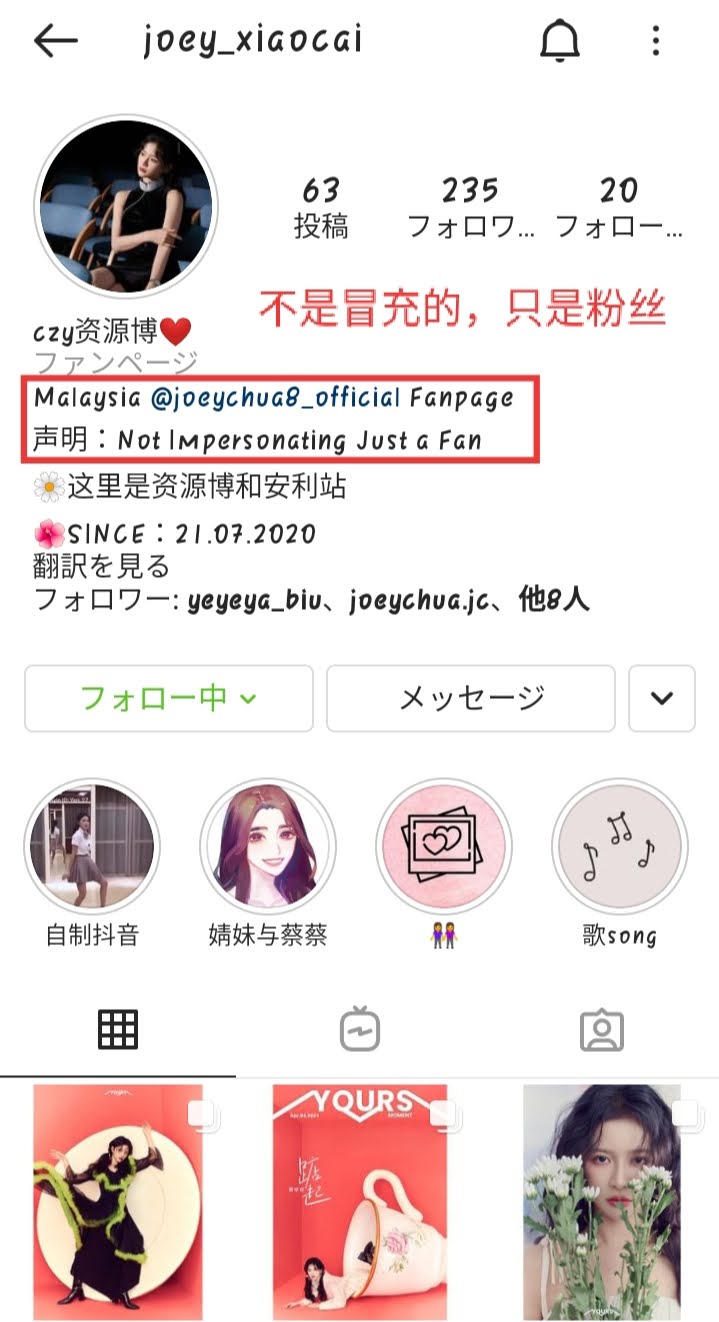 joey_xiaocai
63
投稿
235
フォロワ...
20
フォロー...
不是冒充的，只是粉丝
czy资源博❤️
ファンページ
Malaysia @joeychua8_official Fanpage
声明：Not Impersonating Just a Fan
🌼这里是资源博和安利站
🌺SINCE：21.07.2020
翻訳を見る
フォロワー: yeyeya_biu、joeychua.jc、他8人
フォロー中
メッセージ
自制抖音
婧妹与蔡蔡
👭
歌song
YOURS
MOMENT
踮起
YOURS